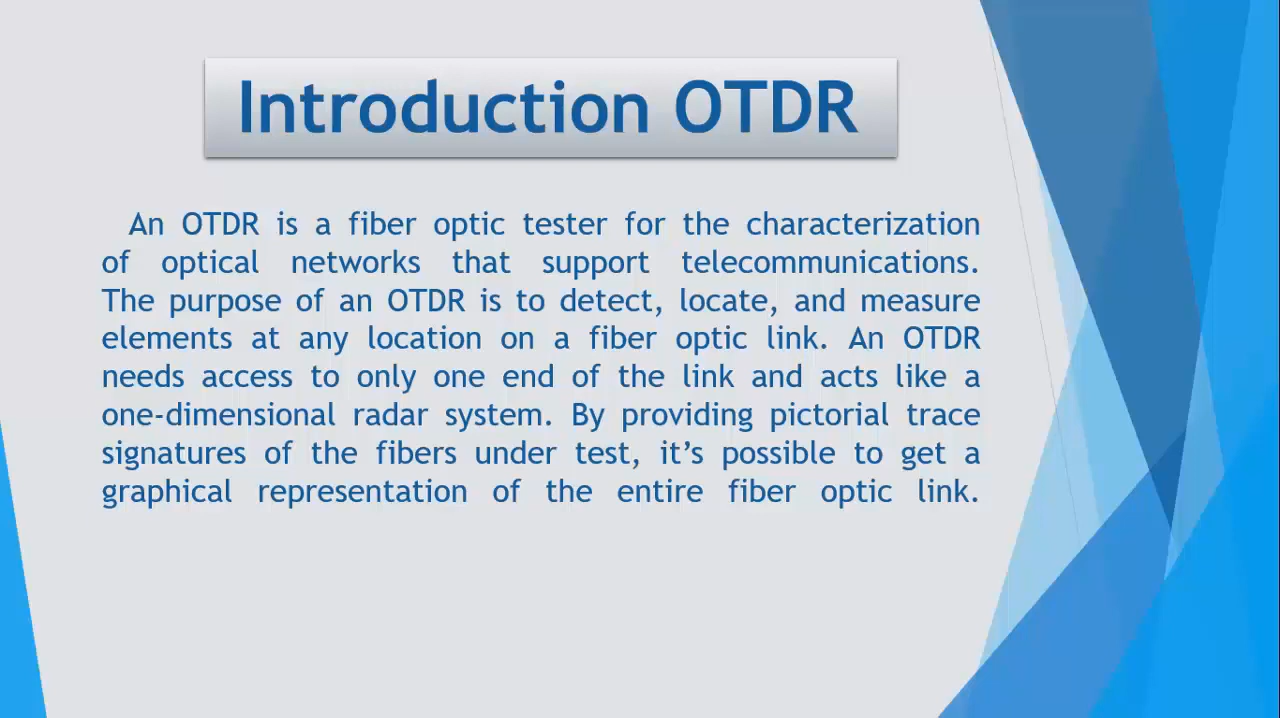 Introduction OTDR
An OTDR is a fiber optic tester for the characterization
of optical networks that support telecommunications.
The purpose of an OTDR is to detect, locate, and measure
elements at any location on a fiber optic link. An OTDR
needs access to only one end of the link and acts like a
one-dimensional radar system. By providing pictorial trace
signatures of the fibers under test, it’s possible to get a
graphical representation of the entire fiber optic link.